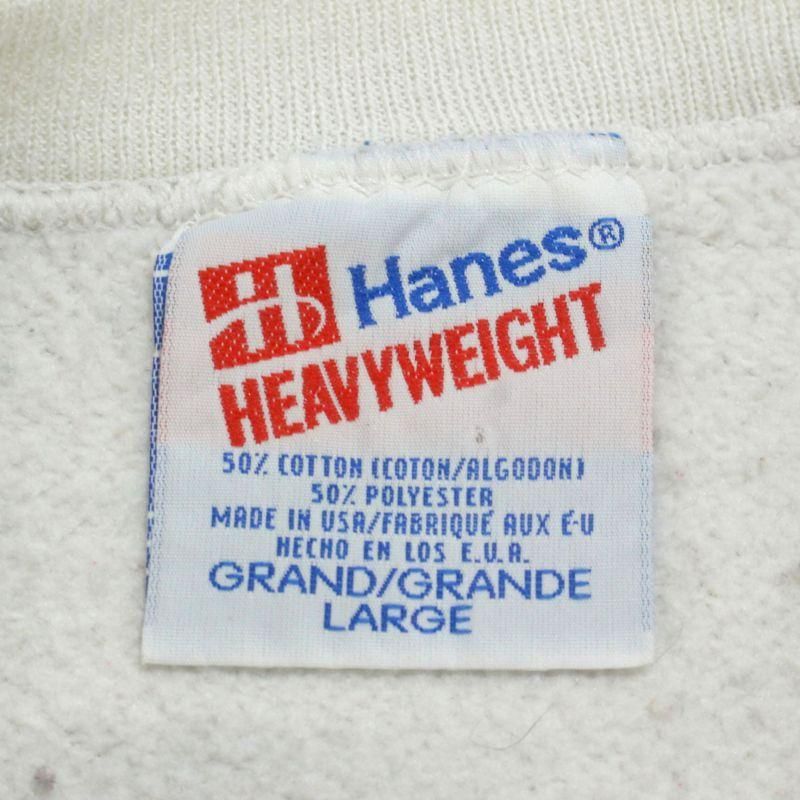 Hanes®
HEAVYWEIGHT
50% COTTON (COTON/ALGODON)
50% POLYESTER
MADE IN USA/FABRIQUÉ AUX É-U
HECHO EN LOS E.U.A.
GRAND/GRANDE
LARGE